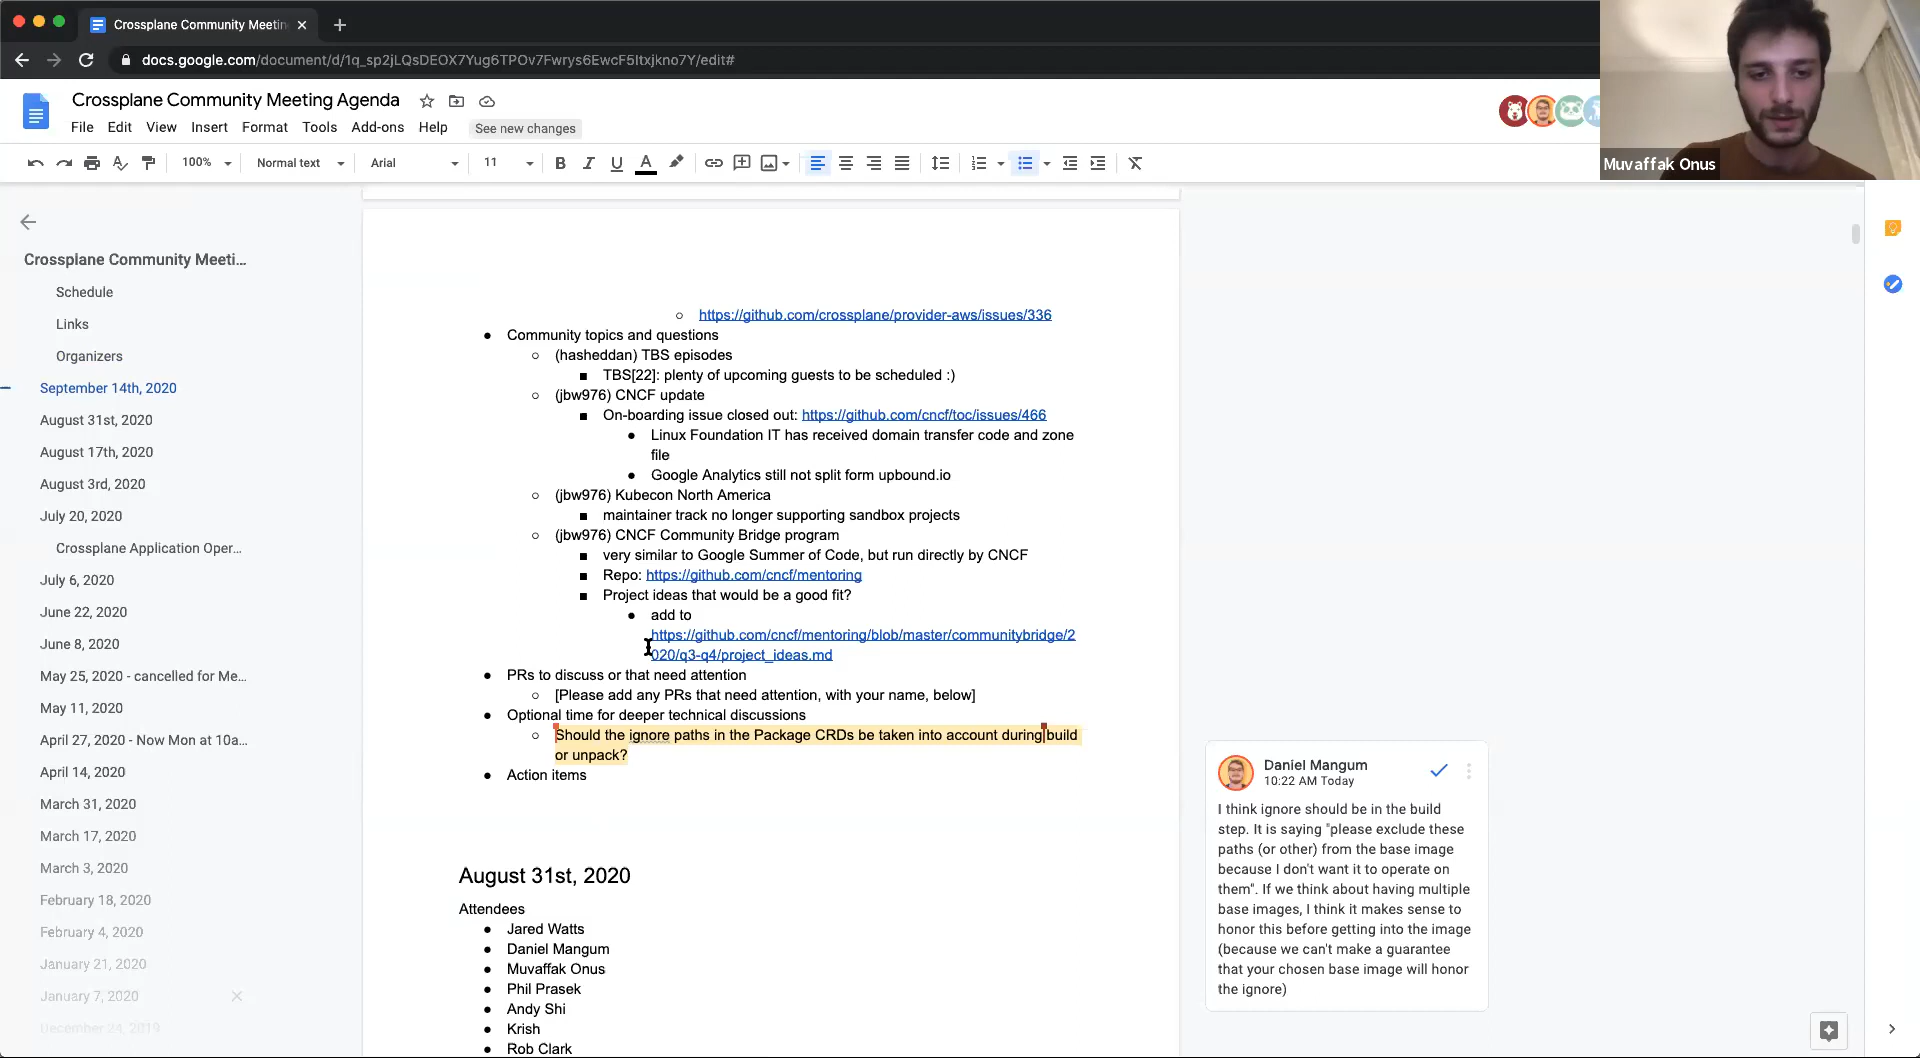 Crossplane Community Meetin
docs.google.com/document/d/1q_sp2jLQsDEOX7Yug6TPOv7Fwrys6EwcF5ltxjkno7Y/edit#
Crossplane Community Meeting Agenda
File Edit View Insert Format Tools Add-ons Help See new changes
100% Normal text Arial 11 B I U A
Muvaffak Onus
Crossplane Community Meeti...
Schedule
Links
Organizers
September 14th, 2020
August 31st, 2020
August 17th, 2020
August 3rd, 2020
July 20, 2020
Crossplane Application Oper...
July 6, 2020
June 22, 2020
June 8, 2020
May 25, 2020 - cancelled for Me...
May 11, 2020
April 27, 2020 - Now Mon at 10a...
April 14, 2020
March 31, 2020
March 17, 2020
March 3, 2020
February 18, 2020
February 4, 2020
January 21, 2020
January 7, 2020
December 24, 2019
https://github.com/crossplane/provider-aws/issues/336
Community topics and questions
(hasheddan) TBS episodes
TBS[22]: plenty of upcoming guests to be scheduled :)
(jbw976) CNCF update
On-boarding issue closed out: https://github.com/cncf/toc/issues/466
Linux Foundation IT has received domain transfer code and zone
file
Google Analytics still not split form upbound.io
(jbw976) Kubecon North America
maintainer track no longer supporting sandbox projects
(jbw976) CNCF Community Bridge program
very similar to Google Summer of Code, but run directly by CNCF
Repo: https://github.com/cncf/mentoring
Project ideas that would be a good fit?
add to
https://github.com/cncf/mentoring/blob/master/communitybridge/2
020/q3-q4/project_ideas.md
PRs to discuss or that need attention
[Please add any PRs that need attention, with your name, below]
Optional time for deeper technical discussions
Should the ignore paths in the Package CRDs be taken into account during build
or unpack?
Action items
August 31st, 2020
Attendees
Jared Watts
Daniel Mangum
Muvaffak Onus
Phil Prasek
Andy Shi
Krish
Rob Clark
Daniel Mangum
10:22 AM Today
I think ignore should be in the build
step. It is saying "please exclude these
paths (or other) from the base image
because I don't want it to operate on
them". If we think about having multiple
base images, I think it makes sense to
honor this before getting into the image
(because we can't make a guarantee
that your chosen base image will honor
the ignore)